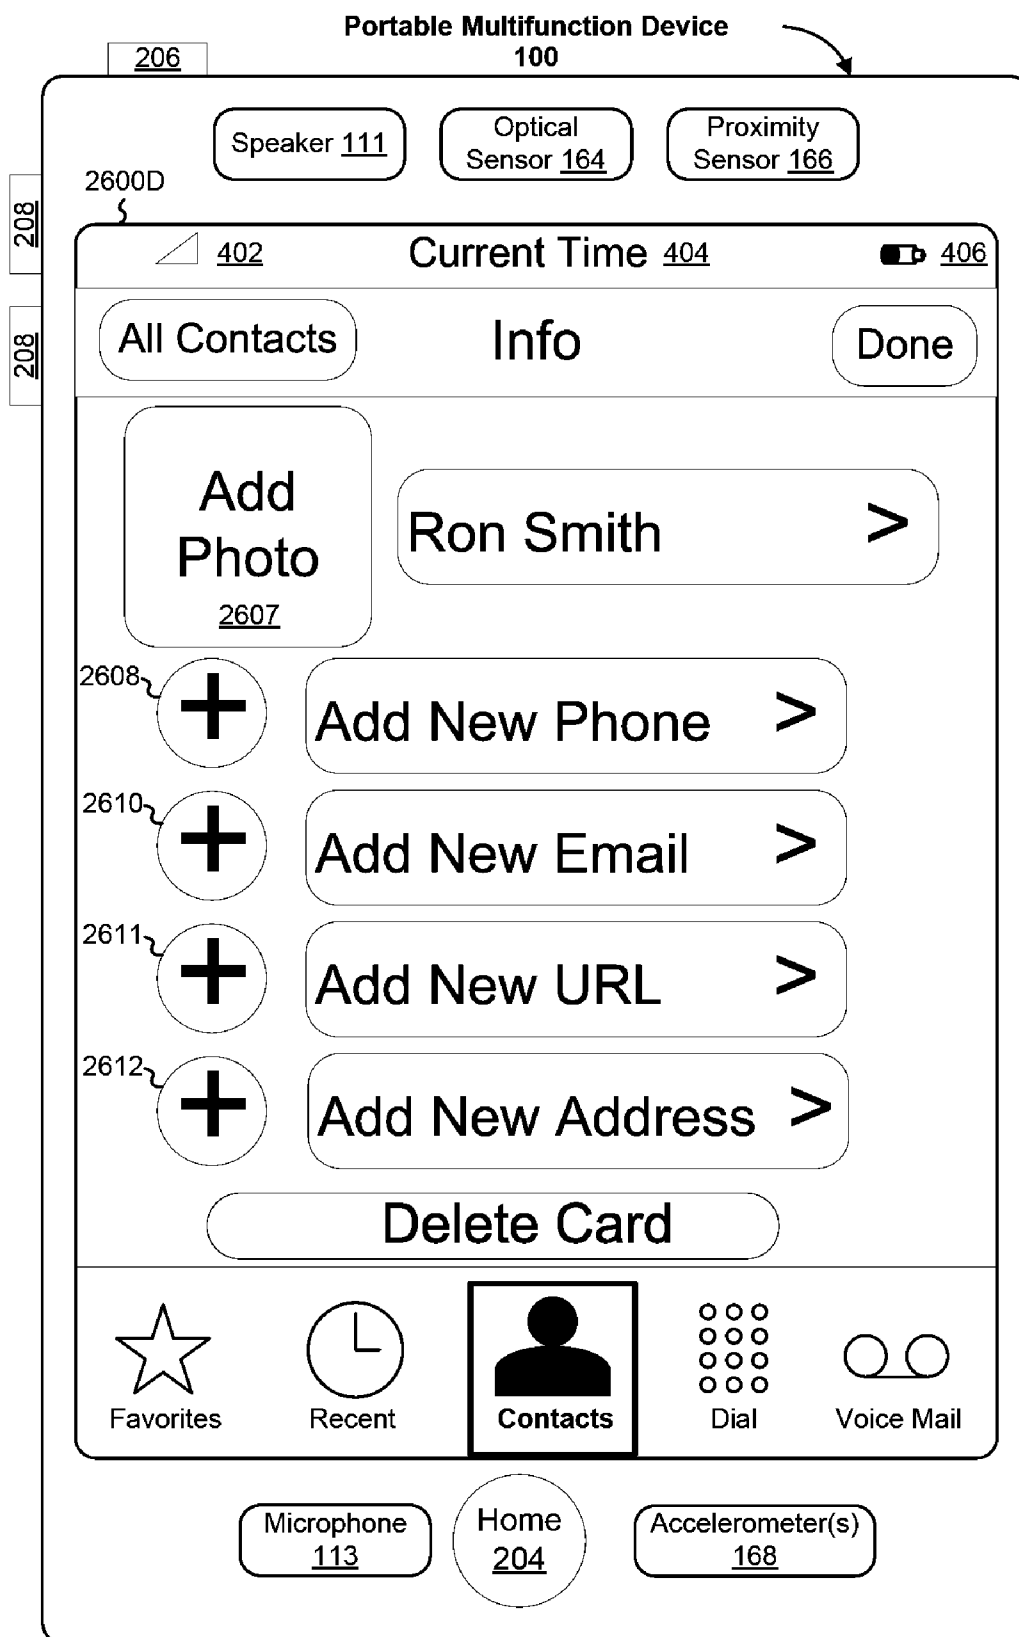 Portable Multifunction Device
100
206
Speaker 111
Optical
Sensor 164
Proximity
Sensor 166
2600D
208
208
402
Current Time 404
406
All Contacts
Info
Done
Add
Photo
2607
Ron Smith >
2608
+
Add New Phone >
2610
+
Add New Email >
2611
+
Add New URL >
2612
+
Add New Address >
Delete Card
Favorites
Recent
Contacts
Dial
Voice Mail
Microphone
113
Home
204
Accelerometer(s)
168